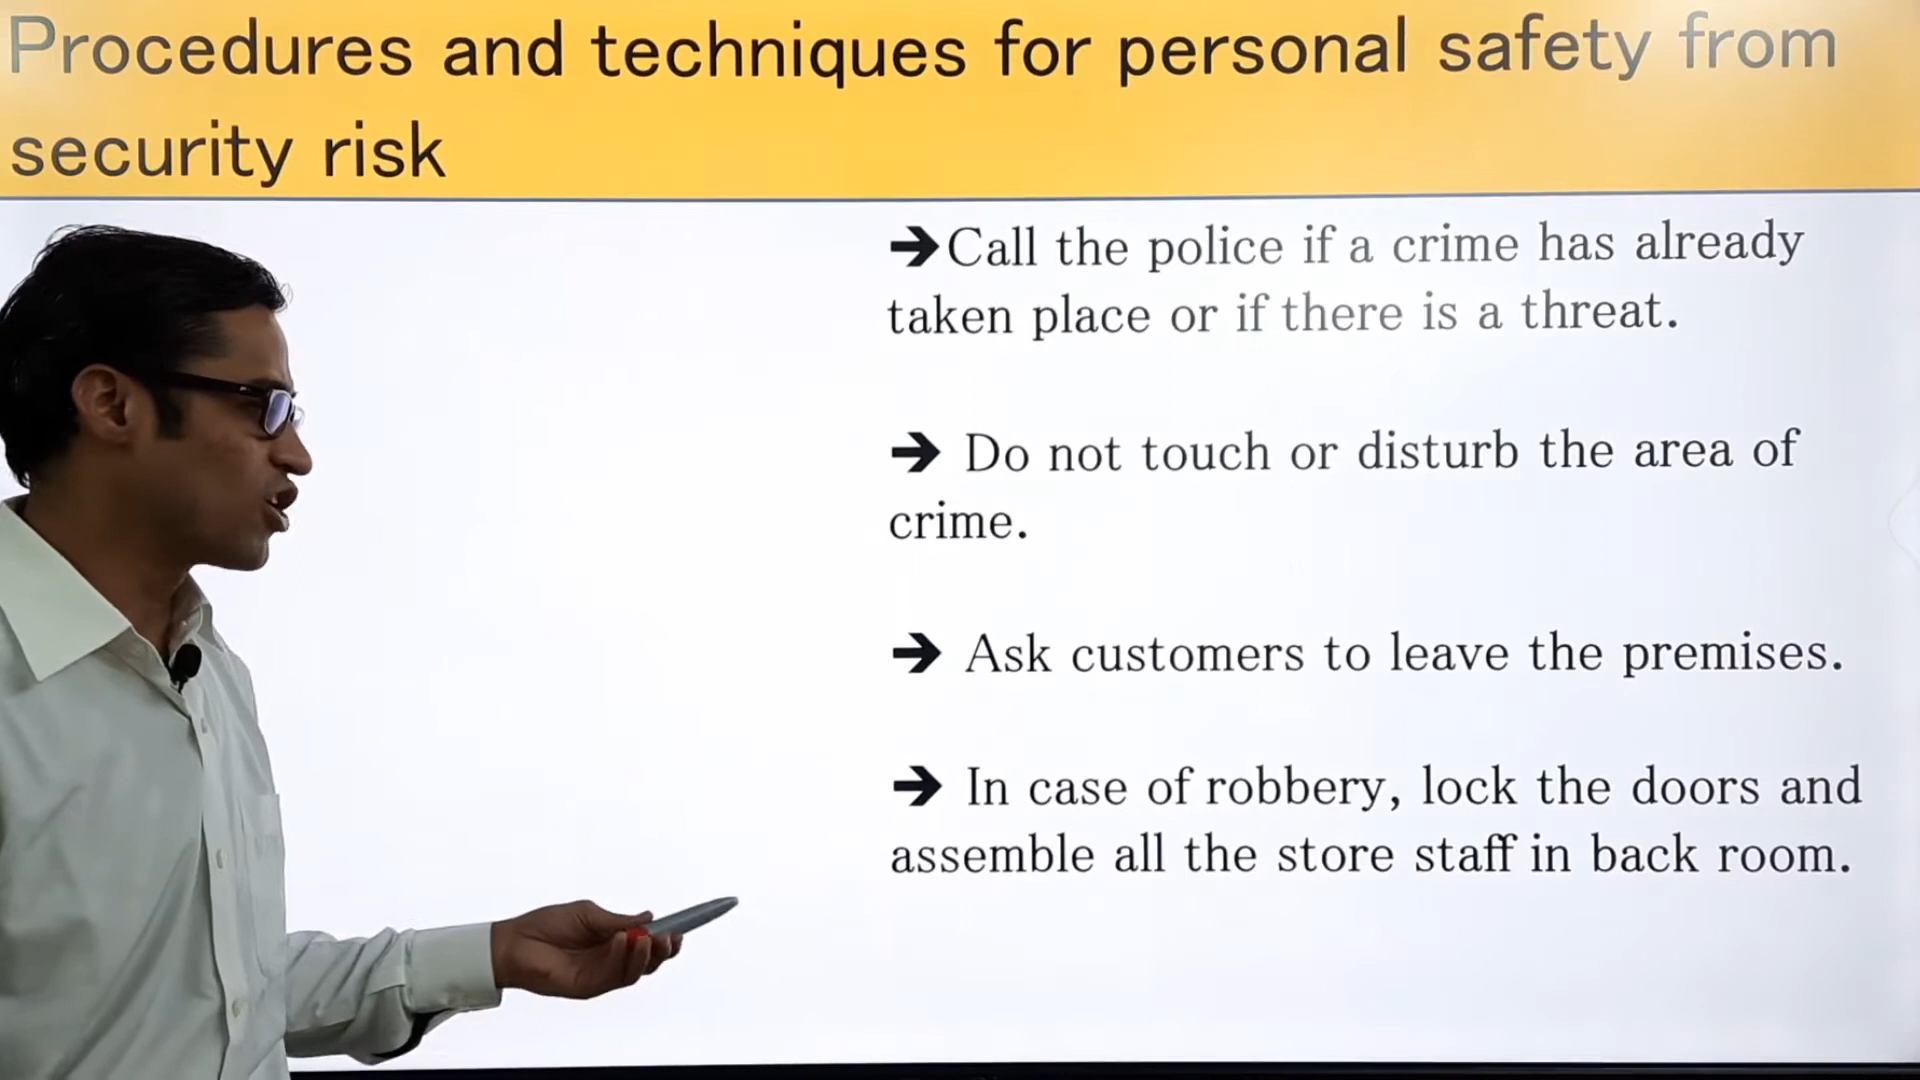 Procedures and techniques for personal safety from
security risk
➔Call the police if a crime has already
taken place or if there is a threat.
➔ Do not touch or disturb the area of
crime.
➔ Ask customers to leave the premises.
➔ In case of robbery, lock the doors and
assemble all the store staff in back room.